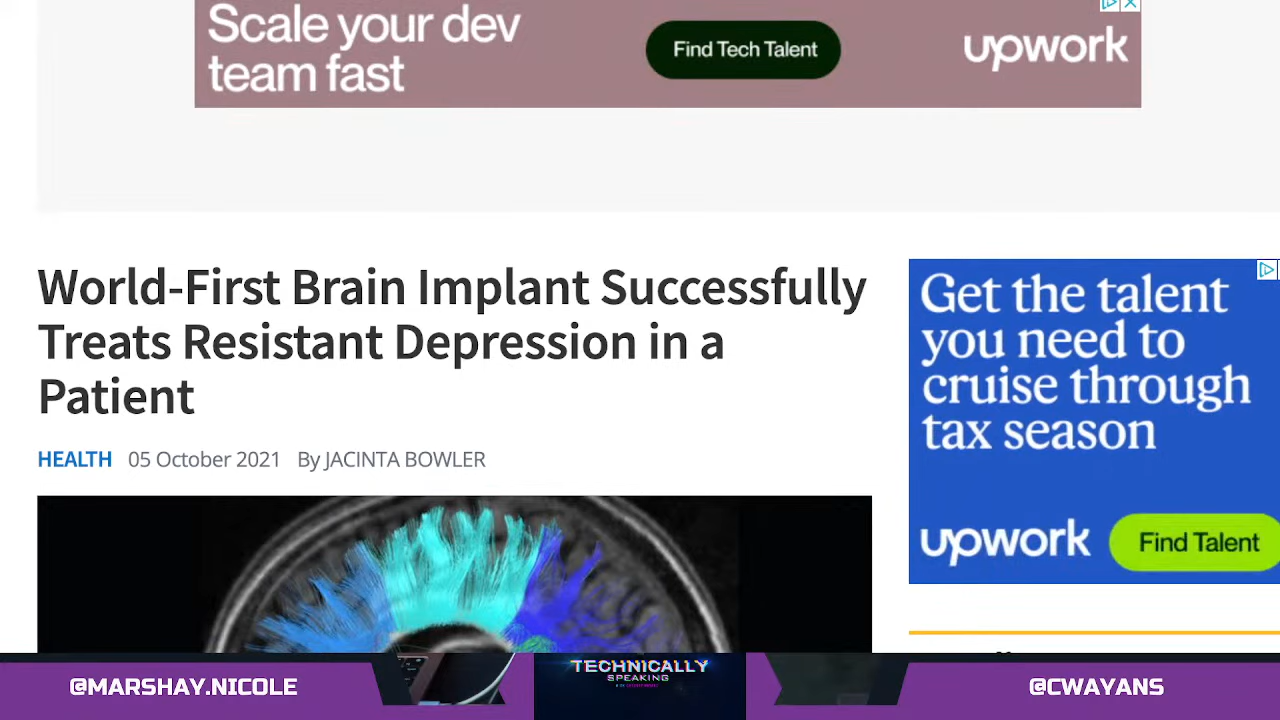 Scale your dev
team fast
Find Tech Talent
upwork
World-First Brain Implant Successfully
Treats Resistant Depression in a
Patient
HEALTH 05 October 2021 By JACINTA BOWLER
Get the talent
you need to
cruise through
tax season
upwork
Find Talent
@MARSHAY.NICOLE
TECHNICALLY
SPEAKING
@CWAYANS